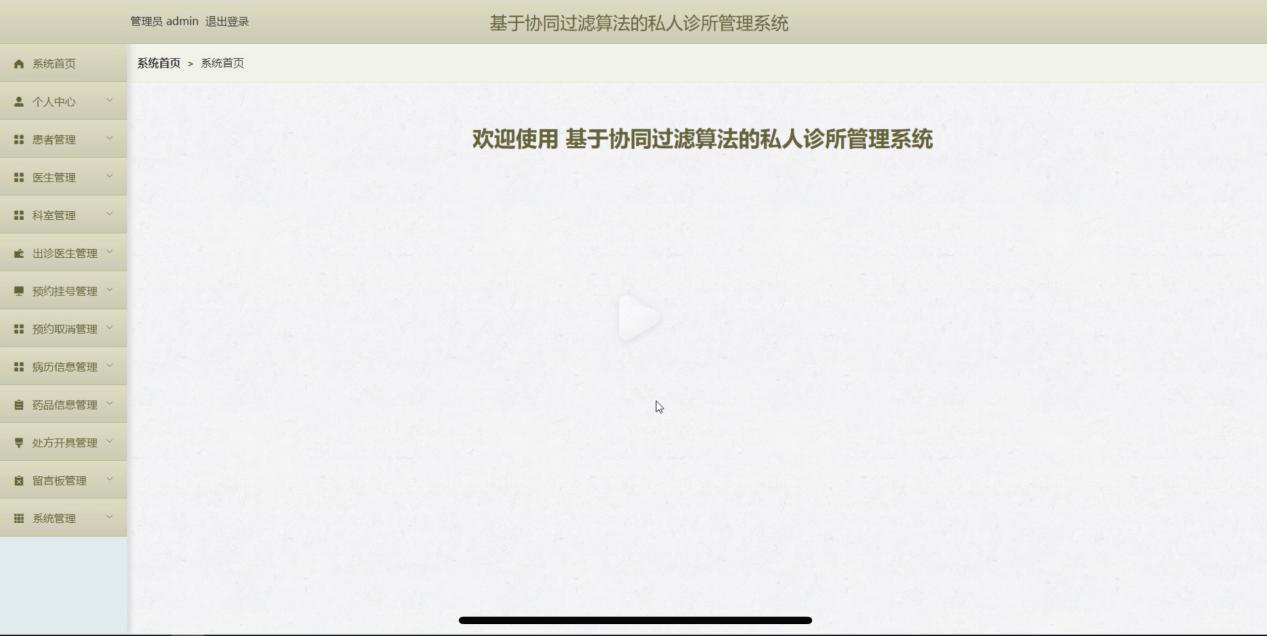 管理员 admin 退出登录
基于协同过滤算法的私人诊所管理系统
系统首页
个人中心
患者管理
医生管理
科室管理
出诊医生管理
预约挂号管理
预约取消管理
病历信息管理
药品信息管理
处方开具管理
留言板管理
系统管理
系统首页 > 系统首页
欢迎使用 基于协同过滤算法的私人诊所管理系统